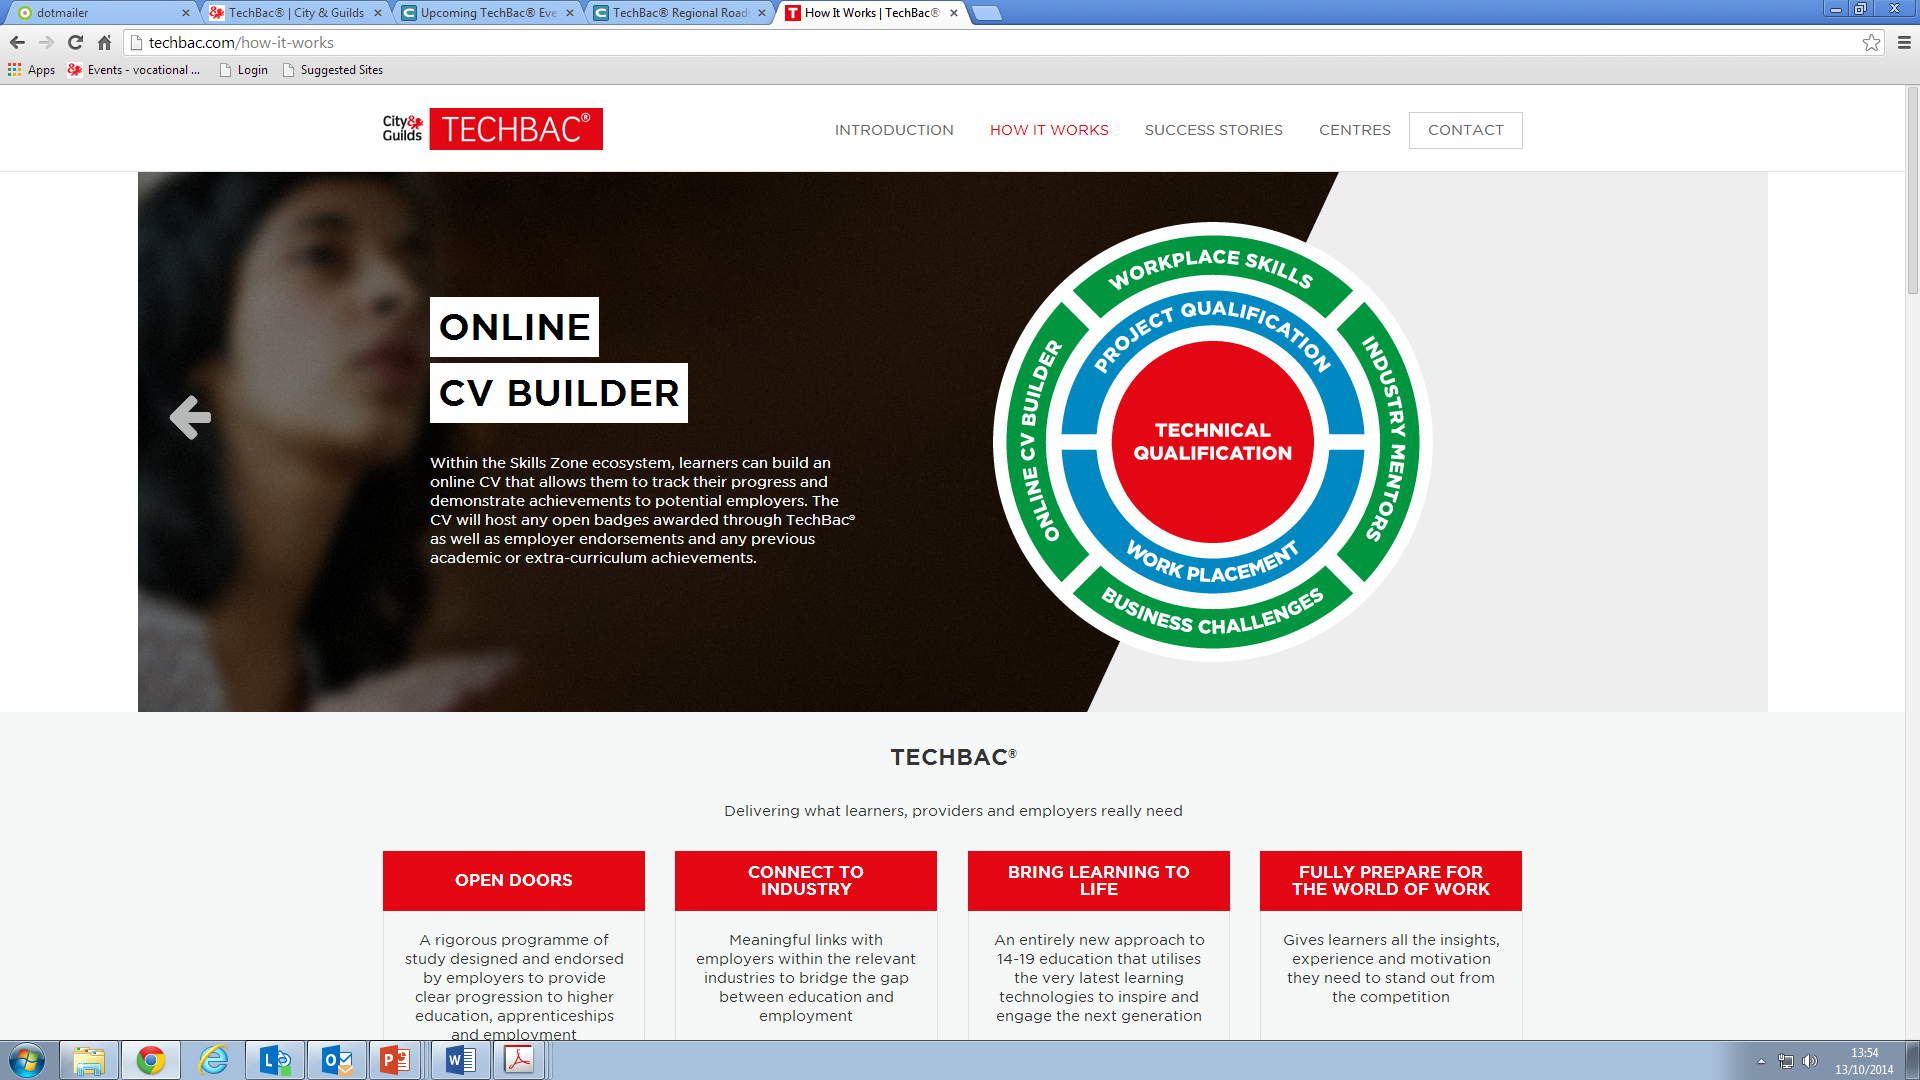 dotmailer
TechBac® | City & Guilds
Upcoming TechBac® Eve
TechBac® Regional Road
How It Works | TechBac®
techbac.com/how-it-works
Apps
Events - vocational ...
Login
Suggested Sites
City&
Guilds
TECHBAC®
INTRODUCTION
HOW IT WORKS
SUCCESS STORIES
CENTRES
CONTACT
ONLINE
CV BUILDER
Within the Skills Zone ecosystem, learners can build an
online CV that allows them to track their progress and
demonstrate achievements to potential employers. The
CV will host any open badges awarded through TechBac®
as well as employer endorsements and any previous
academic or extra-curriculum achievements.
WORKPLACE SKILLS
INDUSTRY MENTORS
BUSINESS CHALLENGES
ONLINE CV BUILDER
PROJECT QUALIFICATION
WORK PLACEMENT
TECHNICAL
QUALIFICATION
TECHBAC®
Delivering what learners, providers and employers really need
OPEN DOORS
A rigorous programme of
study designed and endorsed
by employers to provide
clear progression to higher
education, apprenticeships
and employment
CONNECT TO
INDUSTRY
Meaningful links with
employers within the relevant
industries to bridge the gap
between education and
employment
BRING LEARNING TO
LIFE
An entirely new approach to
14-19 education that utilises
the very latest learning
technologies to inspire and
engage the next generation
FULLY PREPARE FOR
THE WORLD OF WORK
Gives learners all the insights,
experience and motivation
they need to stand out from
the competition
13:54
13/10/2014